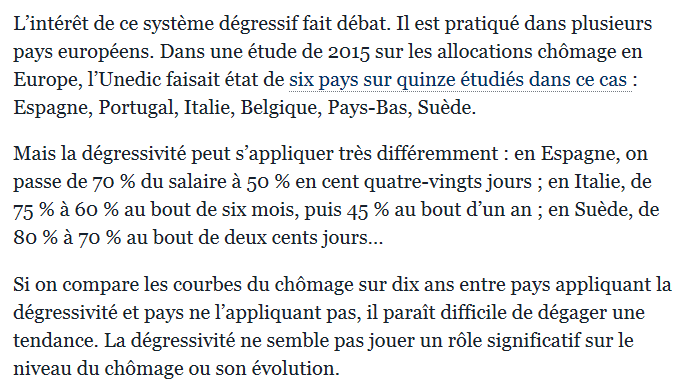 L’intérêt de ce système dégressif fait débat. Il est pratiqué dans plusieurs
pays européens. Dans une étude de 2015 sur les allocations chômage en
Europe, l’Unedic faisait état de six pays sur quinze étudiés dans ce cas :
Espagne, Portugal, Italie, Belgique, Pays-Bas, Suède.
Mais la dégressivité peut s’appliquer très différemment : en Espagne, on
passe de 70 % du salaire à 50 % en cent quatre-vingts jours ; en Italie, de
75 % à 60 % au bout de six mois, puis 45 % au bout d’un an ; en Suède, de
80 % à 70 % au bout de deux cents jours…
Si on compare les courbes du chômage sur dix ans entre pays appliquant la
dégressivité et pays ne l’appliquant pas, il paraît difficile de dégager une
tendance. La dégressivité ne semble pas jouer un rôle significatif sur le
niveau du chômage ou son évolution.